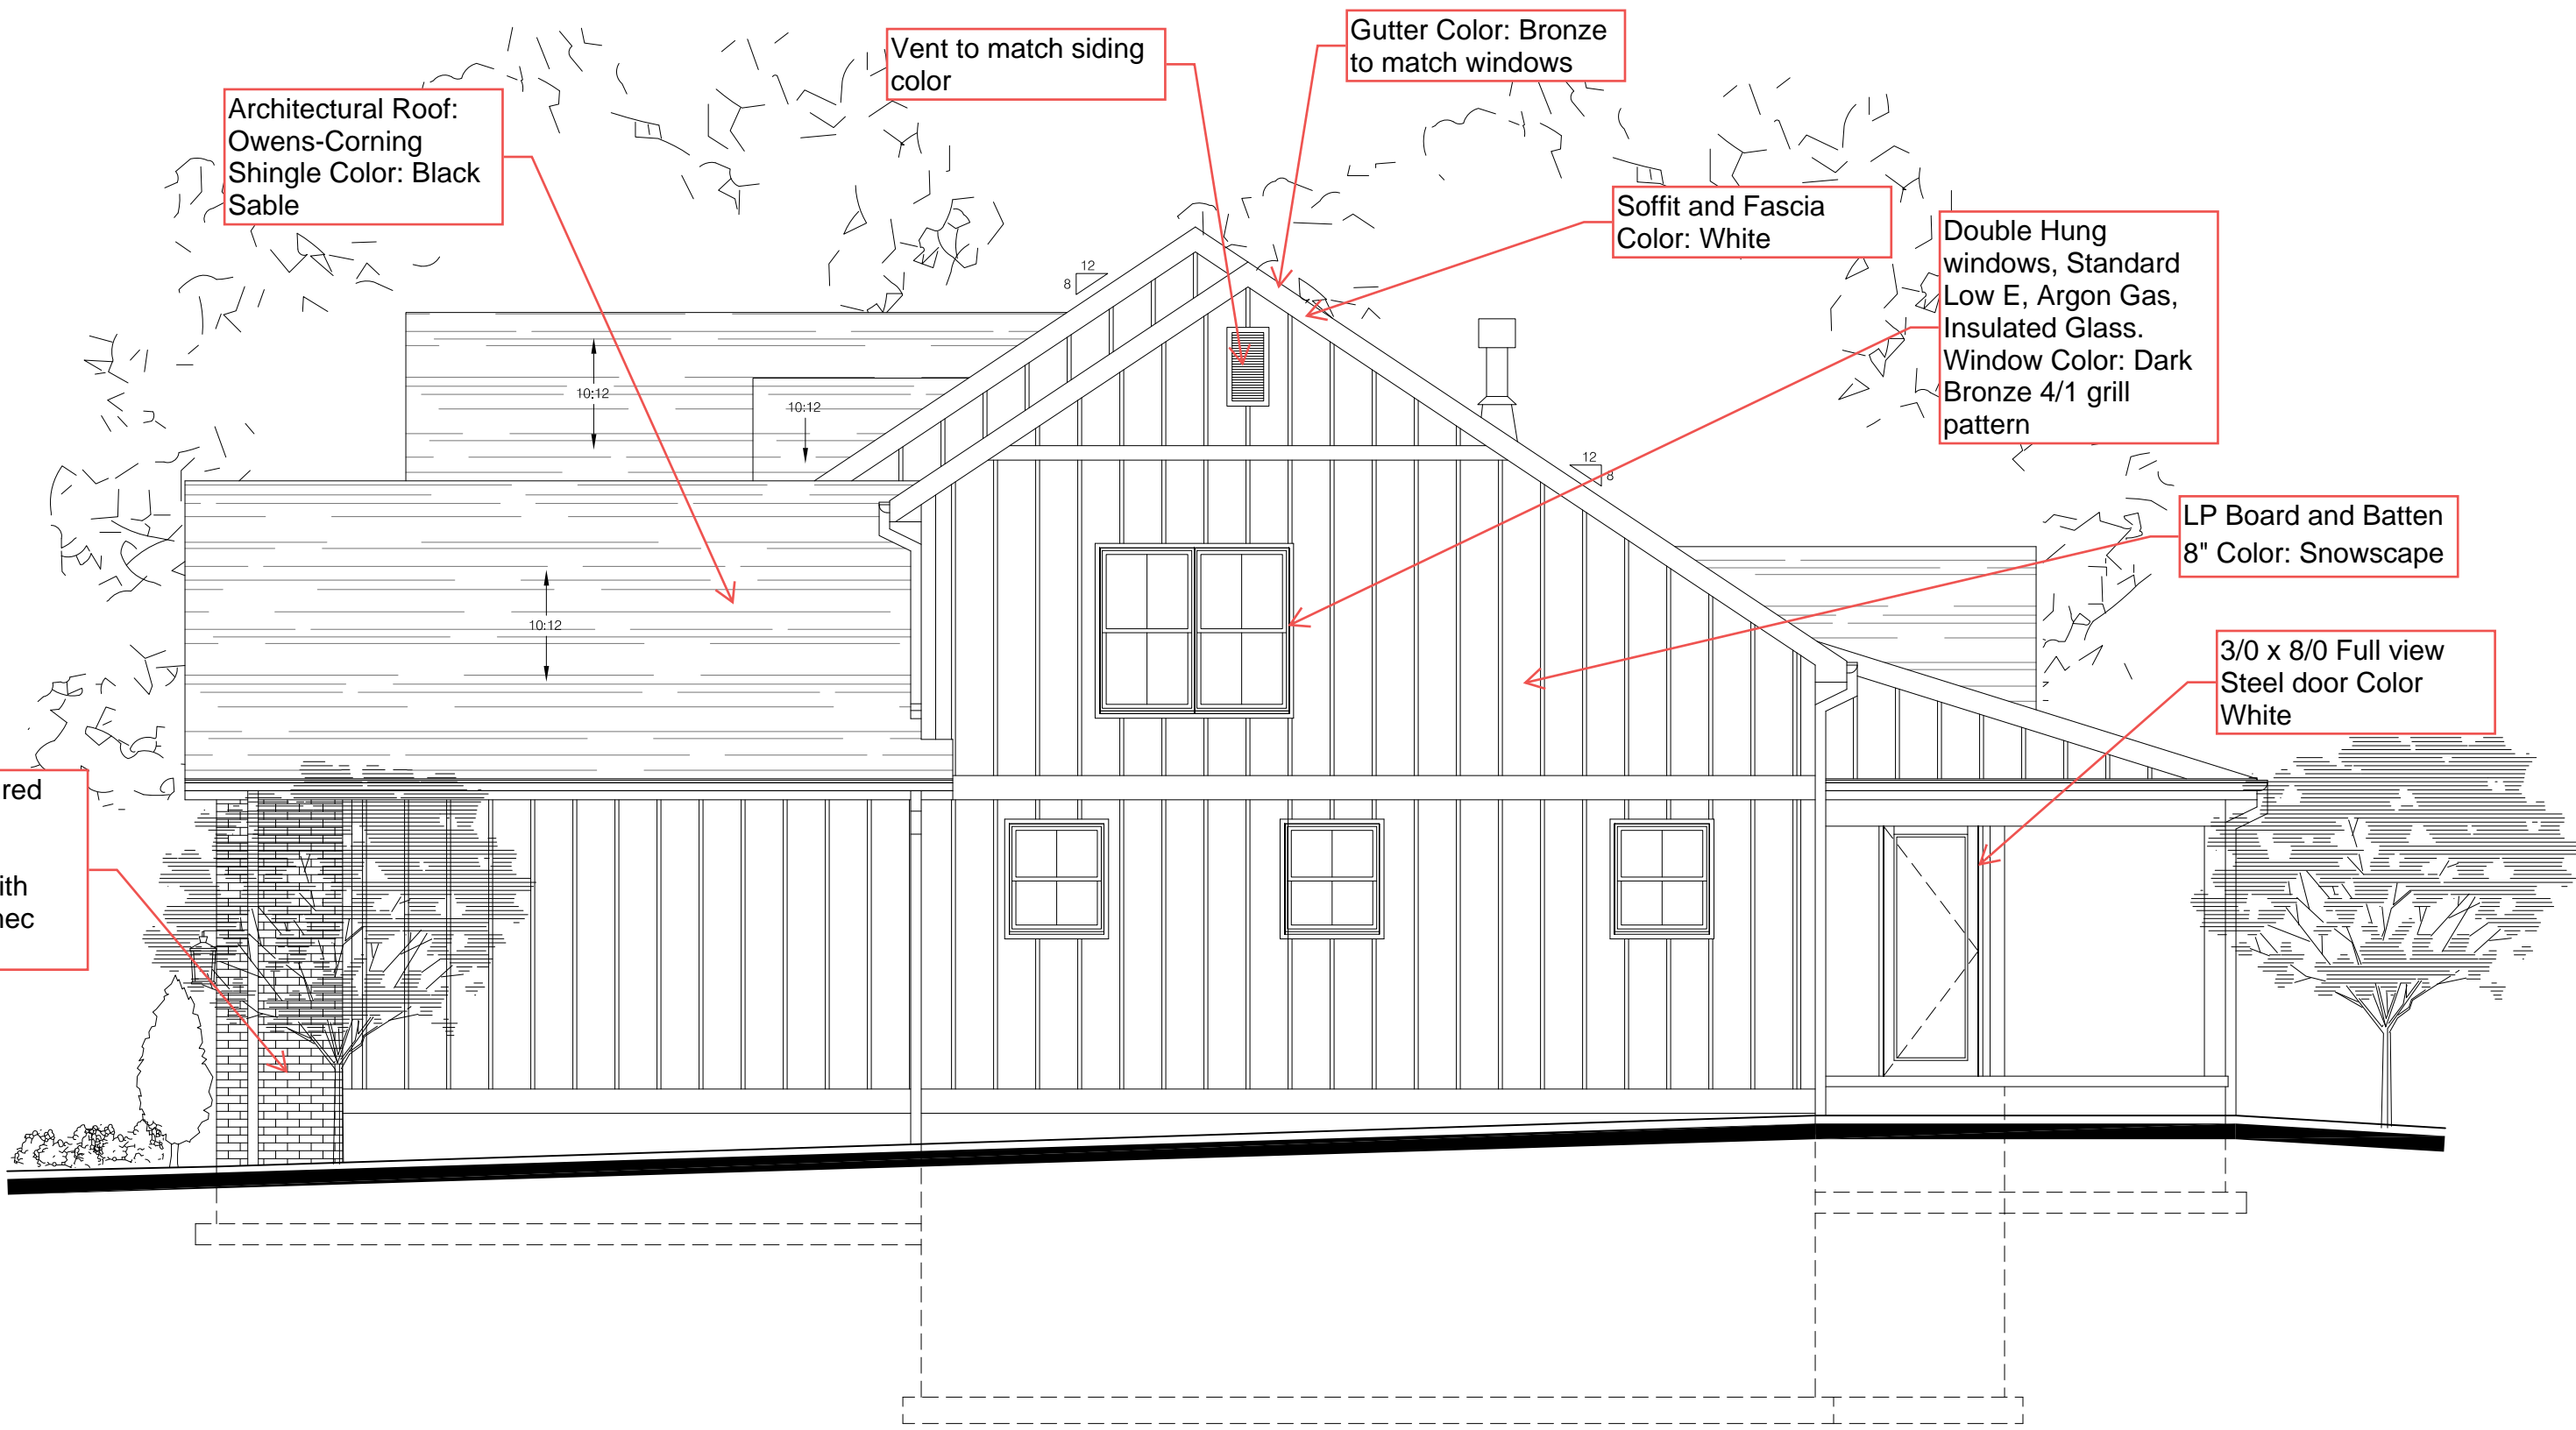 Vent to match siding
color
Gutter Color: Bronze
to match windows
Architectural Roof:
Owens-Corning
Shingle Color: Black
Sable
Soffit and Fascia
Color: White
Double Hung
windows, Standard
Low E, Argon Gas,
Insulated Glass.
Window Color: Dark
Bronze 4/1 grill
pattern
12
8
10:12
10:12
12
8
LP Board and Batten
8" Color: Snowscape
10:12
3/0 x 8/0 Full view
Steel door Color
White